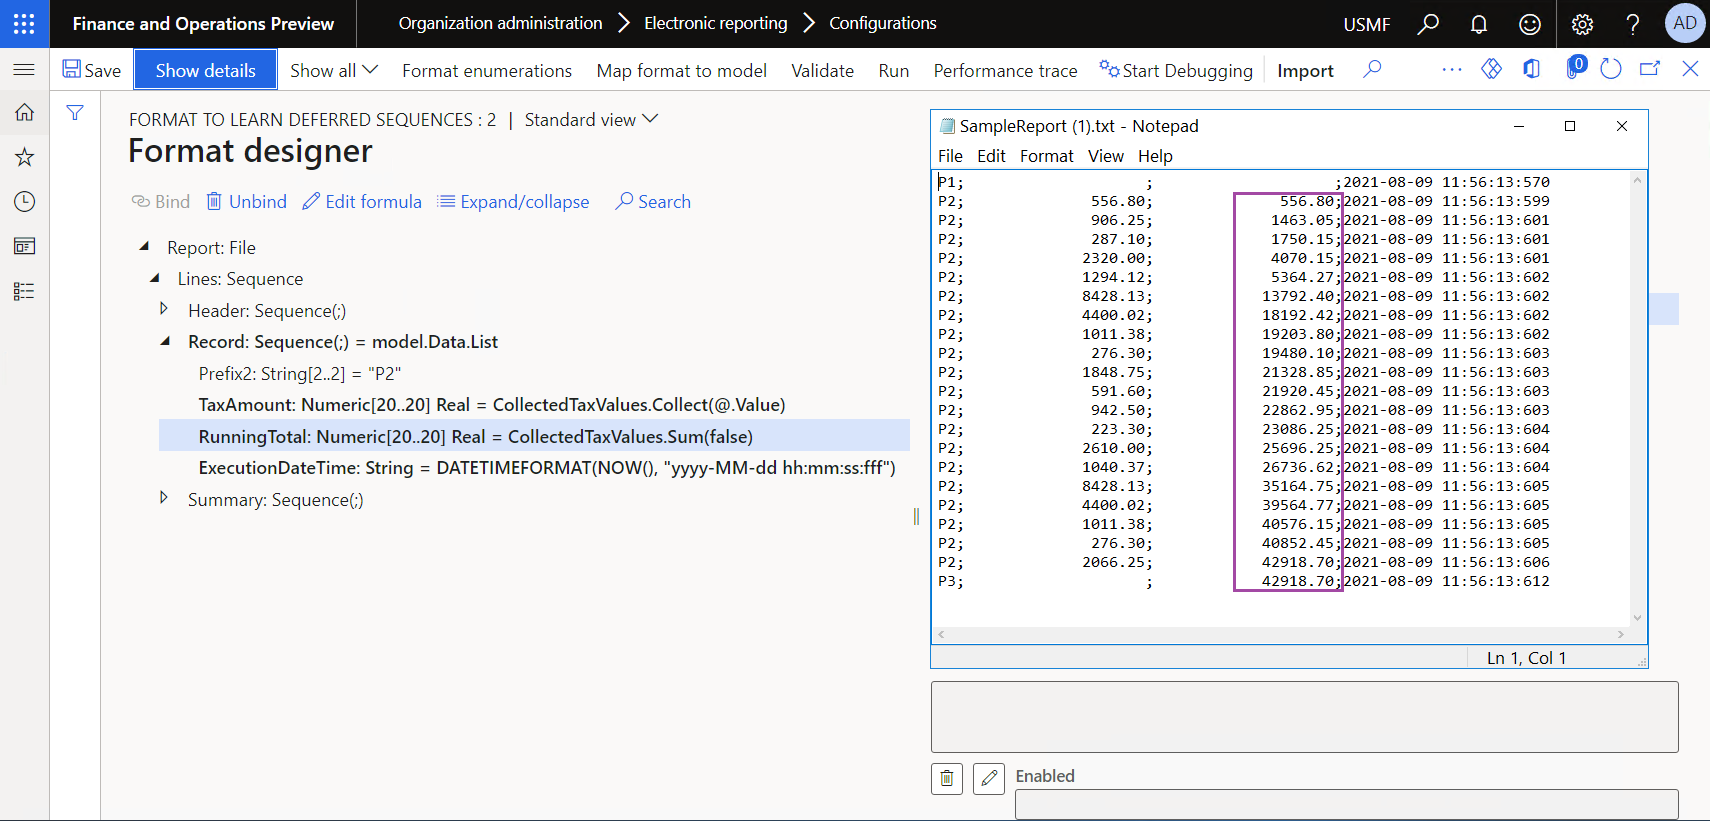 Finance and Operations Preview
Organization administration > Electronic reporting > Configurations
USMF
AD
Save
Show details
Show all
Format enumerations
Map format to model
Validate
Run
Performance trace
Start Debugging
Import
0
FORMAT TO LEARN DEFERRED SEQUENCES : 2 | Standard view
Format designer
Bind
Unbind
Edit formula
Expand/collapse
Search
Report: File
Lines: Sequence
Header: Sequence(;)
Record: Sequence(;) = model.Data.List
Prefix2: String[2..2] = "P2"
TaxAmount: Numeric[20..20] Real = CollectedTaxValues.Collect(@.Value)
RunningTotal: Numeric[20..20] Real = CollectedTaxValues.Sum(false)
ExecutionDateTime: String = DATETIMEFORMAT(NOW(), "yyyy-MM-dd hh:mm:ss:fff")
Summary: Sequence(;)
SampleReport (1).txt - Notepad
File Edit Format View Help
P1; ; ;2021-08-09 11:56:13:570
P2; 556.80; 556.80;2021-08-09 11:56:13:599
P2; 906.25; 1463.05;2021-08-09 11:56:13:601
P2; 287.10; 1750.15;2021-08-09 11:56:13:601
P2; 2320.00; 4070.15;2021-08-09 11:56:13:601
P2; 1294.12; 5364.27;2021-08-09 11:56:13:602
P2; 8428.13; 13792.40;2021-08-09 11:56:13:602
P2; 4400.02; 18192.42;2021-08-09 11:56:13:602
P2; 1011.38; 19203.80;2021-08-09 11:56:13:602
P2; 276.30; 19480.10;2021-08-09 11:56:13:603
P2; 1848.75; 21328.85;2021-08-09 11:56:13:603
P2; 591.60; 21920.45;2021-08-09 11:56:13:603
P2; 942.50; 22862.95;2021-08-09 11:56:13:603
P2; 223.30; 23086.25;2021-08-09 11:56:13:604
P2; 2610.00; 25696.25;2021-08-09 11:56:13:604
P2; 1040.37; 26736.62;2021-08-09 11:56:13:604
P2; 8428.13; 35164.75;2021-08-09 11:56:13:605
P2; 4400.02; 39564.77;2021-08-09 11:56:13:605
P2; 1011.38; 40576.15;2021-08-09 11:56:13:605
P2; 276.30; 40852.45;2021-08-09 11:56:13:605
P2; 2066.25; 42918.70;2021-08-09 11:56:13:606
P3; ; 42918.70;2021-08-09 11:56:13:612
Ln 1, Col 1
Enabled